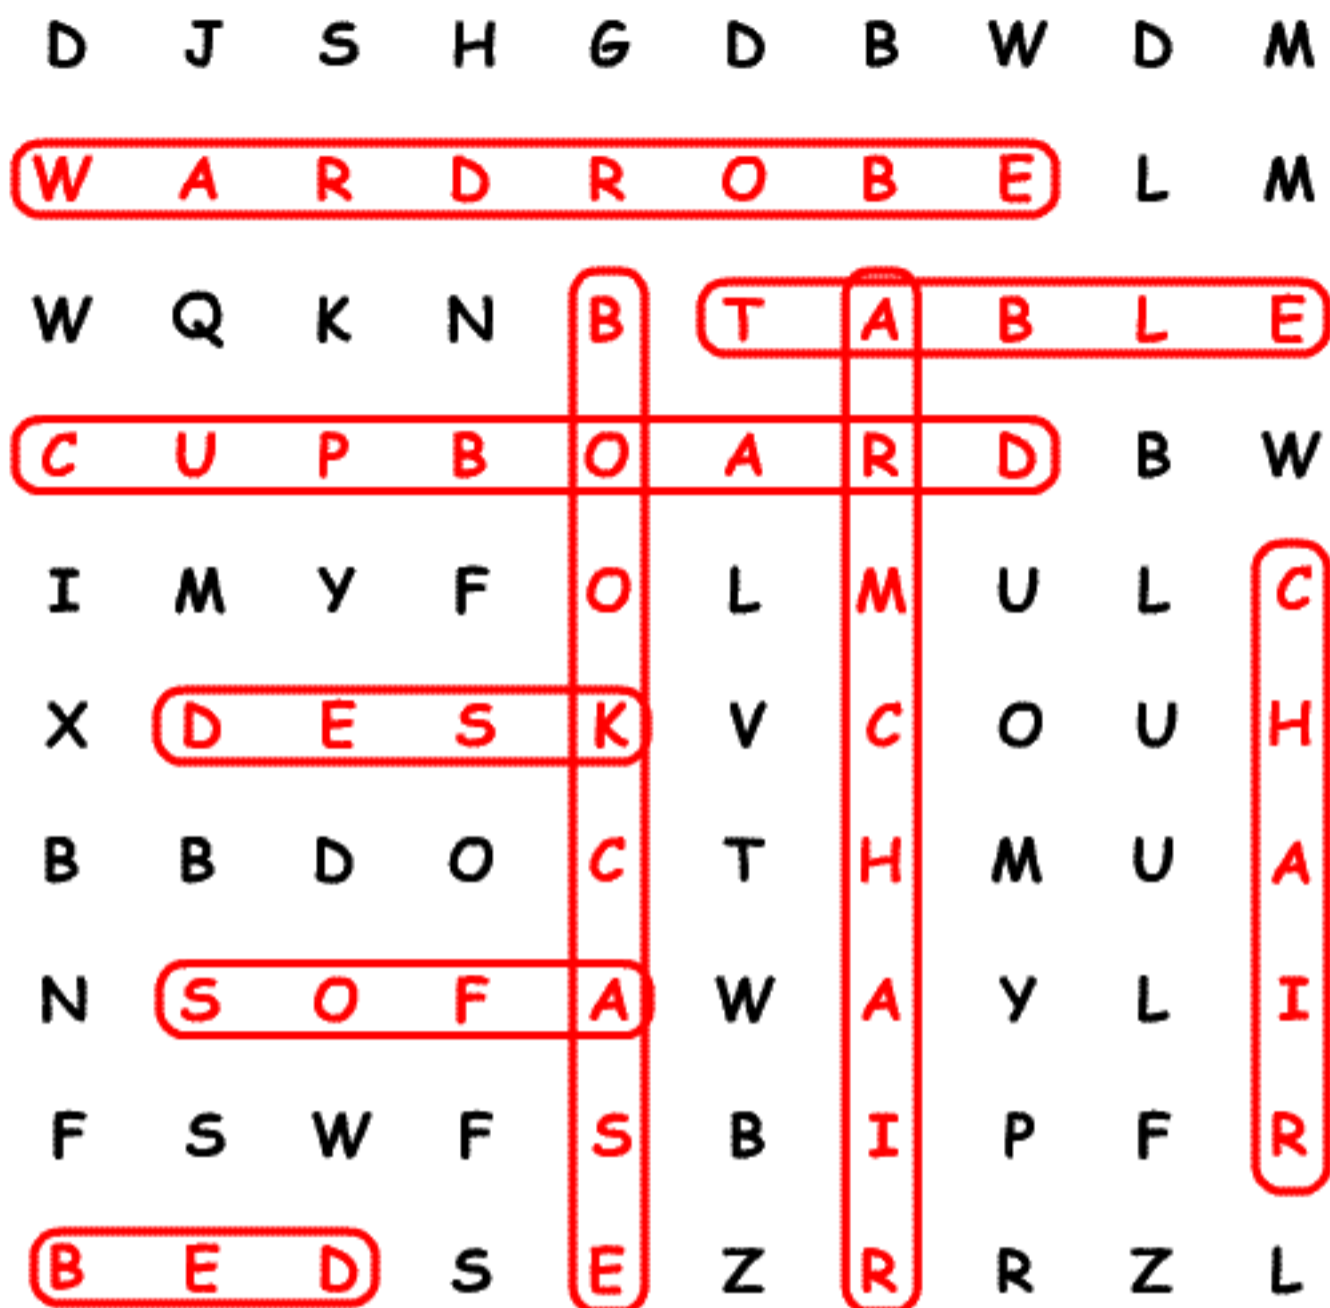 D J S H G D B W D M
W A R D R O B E L M
W Q K N B T A B L E
C U P B O A R D B W
I M Y F O L M U L C
X D E S K V C O U H
B B D O C T H M U A
N S O F A W A Y L I
F S W F S B I P F R
B E D S E Z R R Z L